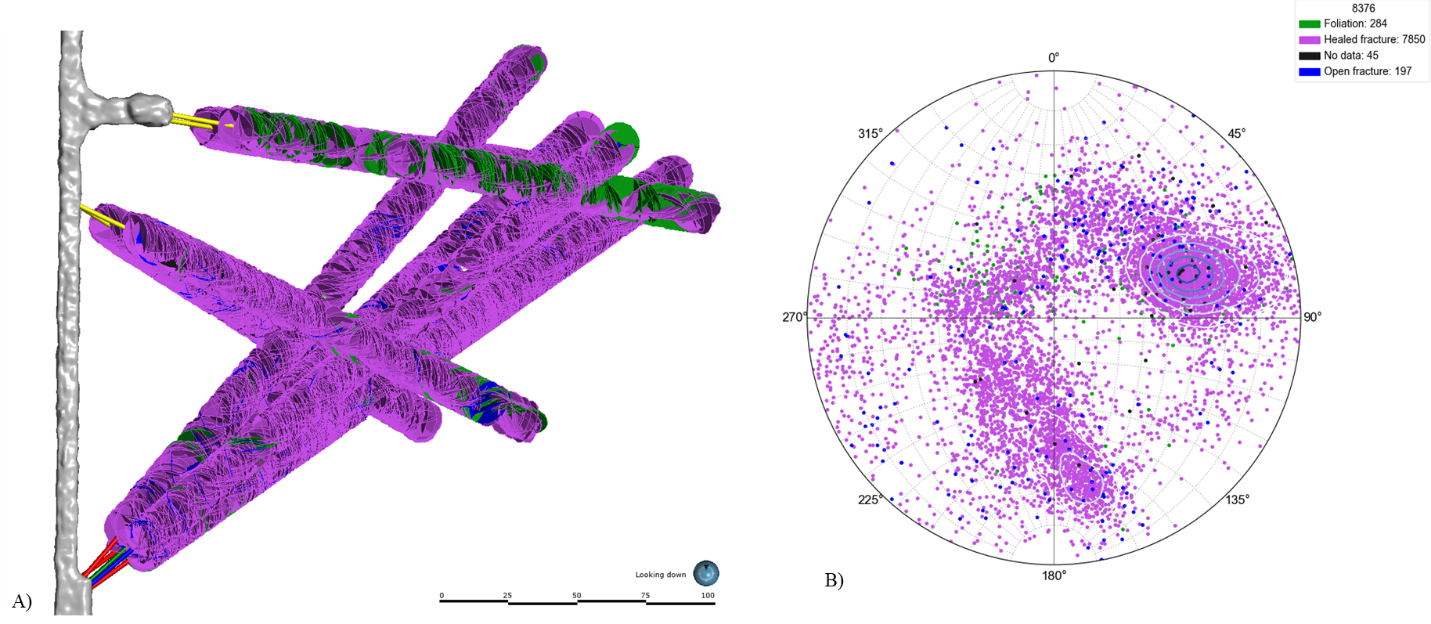 8376
Foliation: 284
Healed fracture: 7850
No data: 45
Open fracture: 197
0°
315°
45°
270°
90°
225°
135°
180°
Looking down
0 25 50 75 100
A)
B)